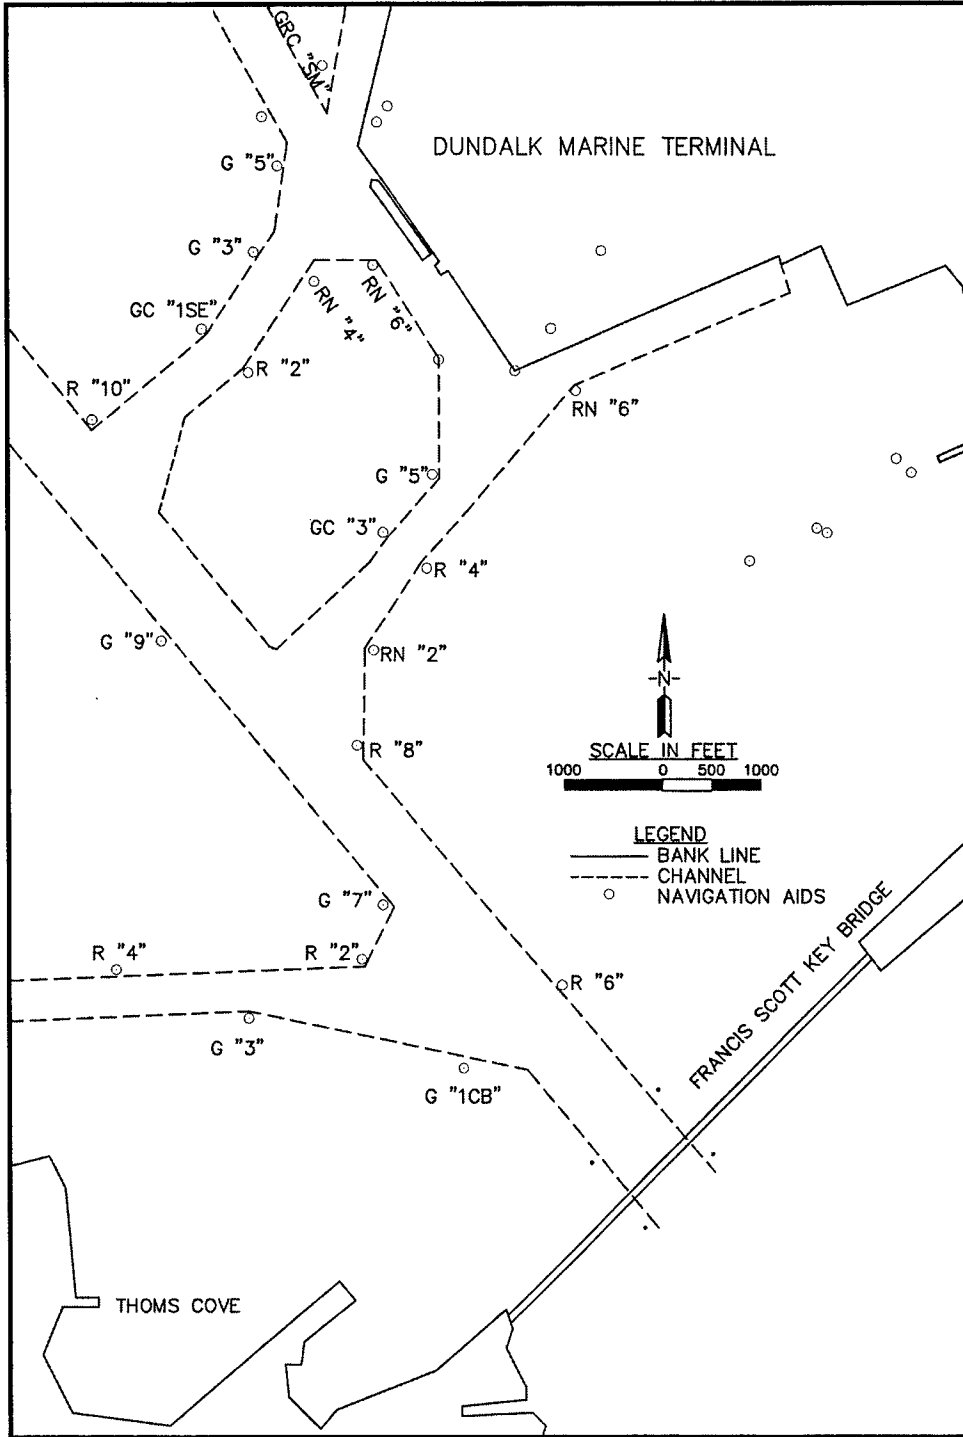 GRC "SM"
DUNDALK MARINE TERMINAL
G "5"
G "3"
GC "1SE"
RN "4"
RN "6"
R "2"
R "10"
RN "6"
G "5"
GC "3"
R "4"
G "9"
RN "2"
-N-
R "8"
SCALE IN FEET
1000 0 500 1000
LEGEND
BANK LINE
CHANNEL
NAVIGATION AIDS
G "7"
R "4"
R "2"
R "6"
FRANCIS SCOTT KEY BRIDGE
G "3"
G "1CB"
THOMS COVE